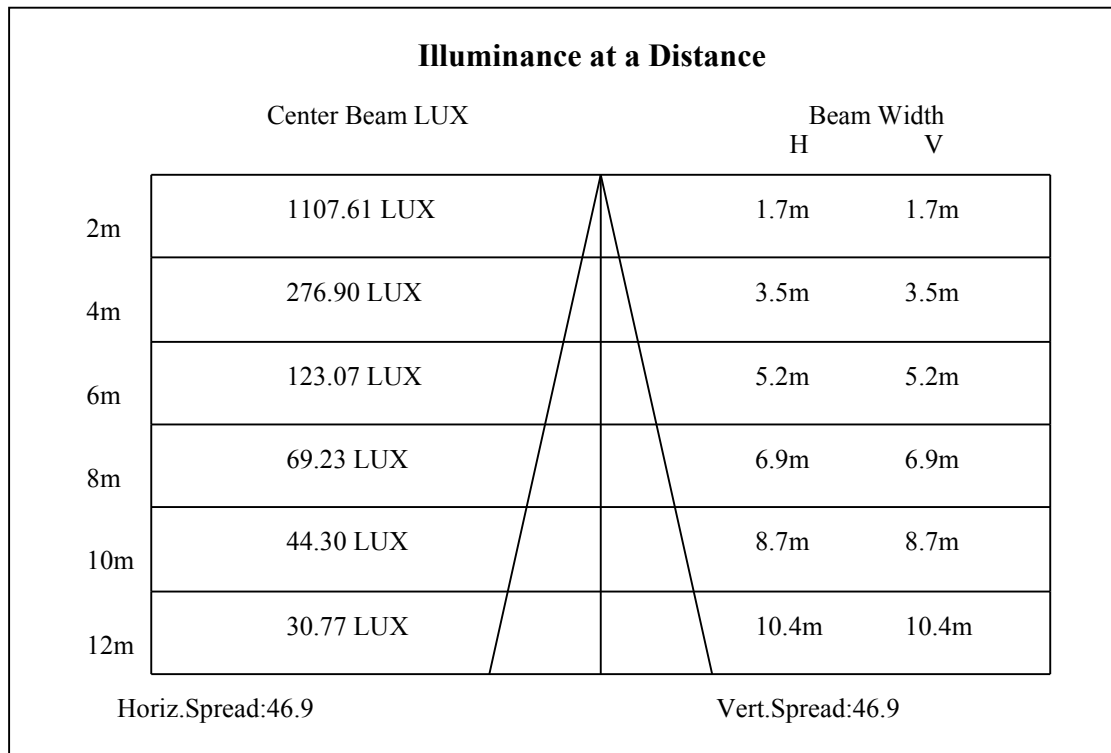 Illuminance at a Distance
Center Beam LUX Beam Width
H V
2m 1107.61 LUX 1.7m 1.7m
4m 276.90 LUX 3.5m 3.5m
6m 123.07 LUX 5.2m 5.2m
8m 69.23 LUX 6.9m 6.9m
10m 44.30 LUX 8.7m 8.7m
12m 30.77 LUX 10.4m 10.4m
Horiz.Spread:46.9 Vert.Spread:46.9